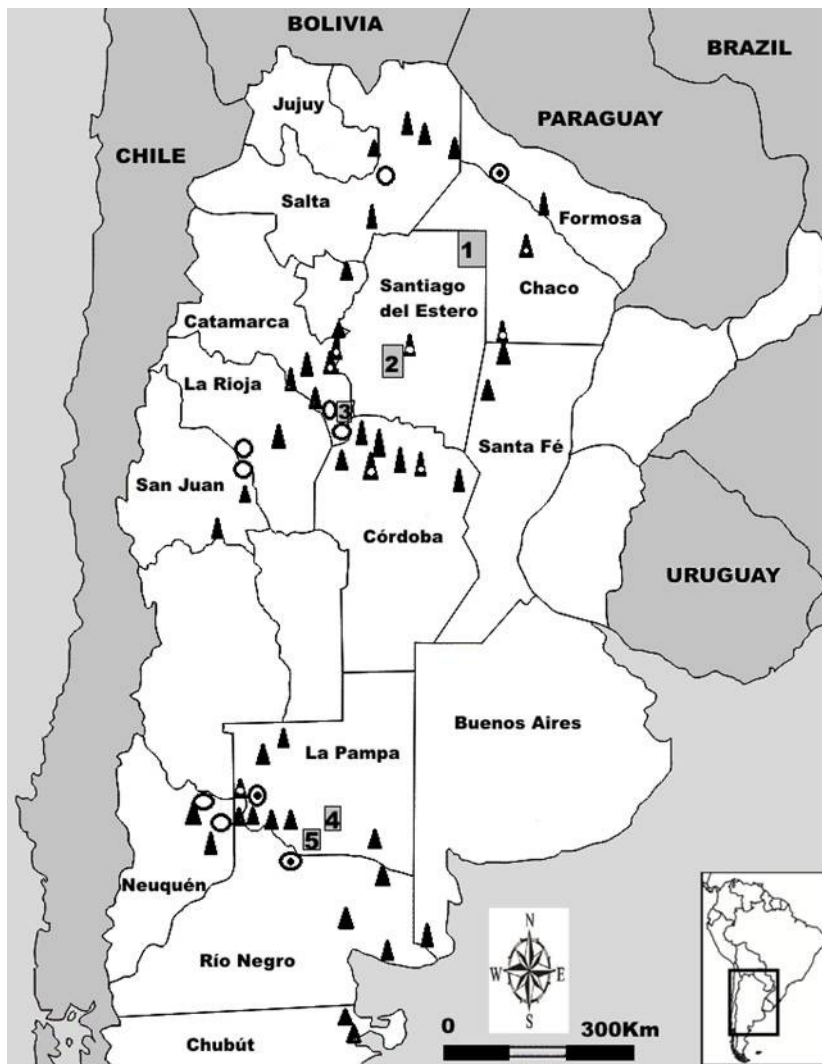 BOLIVIA
BRAZIL
Jujuy
PARAGUAY
CHILE
Salta
Formosa
1
Santiago
del Estero
Chaco
Catamarca
2
La Rioja
3
Santa Fé
San Juan
Córdoba
URUGUAY
Buenos Aires
La Pampa
4
5
Neuquén
N
Río Negro
W E
S
0 300Km
Chubút